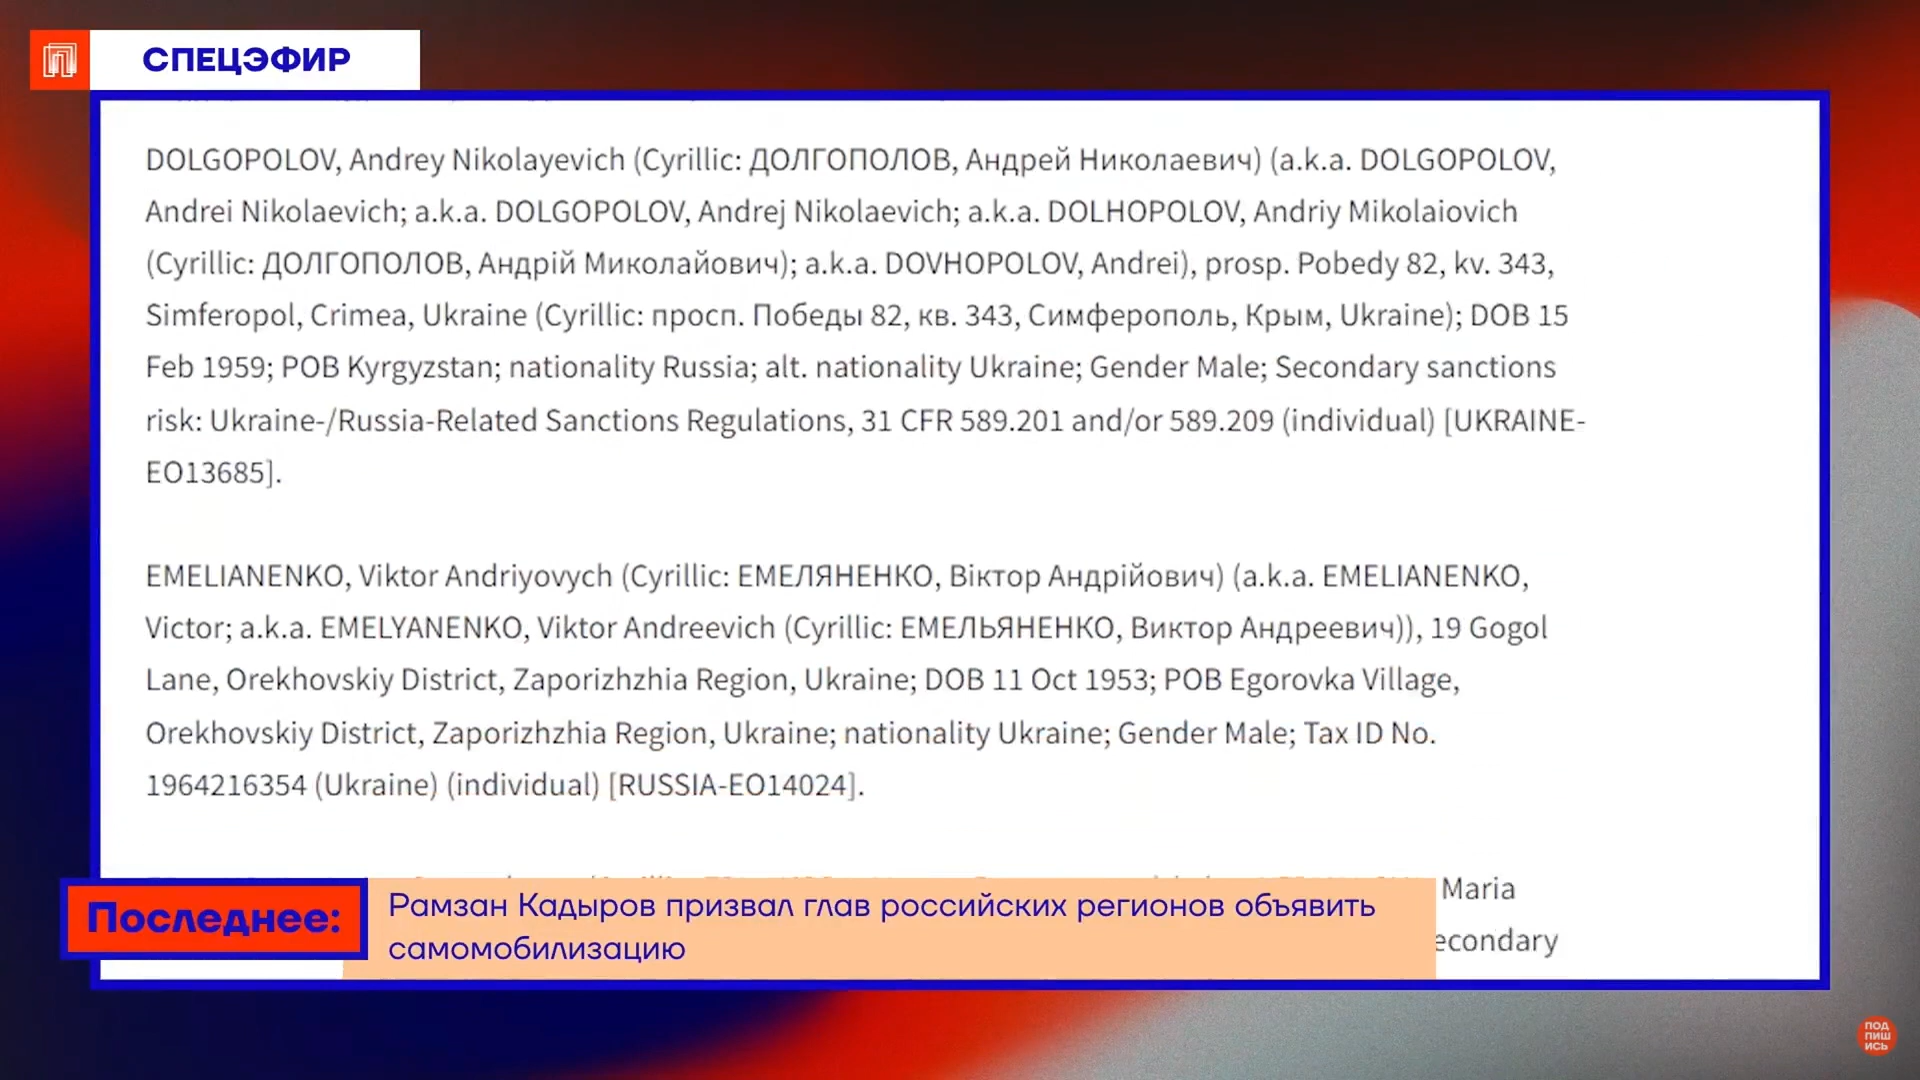 СПЕЦЭФИР
DOLGOPOLOV, Andrey Nikolayevich (Cyrillic: ДОЛГОПОЛОВ, Андрей Николаевич) (a.k.a. DOLGOPOLOV,
Andrei Nikolaevich; a.k.a. DOLGOPOLOV, Andrej Nikolaevich; a.k.a. DOLHOPOLOV, Andriy Mikolaiovich
(Cyrillic: ДОЛГОПОЛОВ, Андрій Миколайович); a.k.a. DOVHOPOLOV, Andrei), prosp. Pobedy 82, kv. 343,
Simferopol, Crimea, Ukraine (Cyrillic: просп. Победы 82, кв. 343, Симферополь, Крым, Ukraine); DOB 15
Feb 1959; POB Kyrgyzstan; nationality Russia; alt. nationality Ukraine; Gender Male; Secondary sanctions
risk: Ukraine-/Russia-Related Sanctions Regulations, 31 CFR 589.201 and/or 589.209 (individual) [UKRAINE-
EO13685].
EMELIANENKO, Viktor Andriyovych (Cyrillic: ЕМЕЛЯНЕНКО, Віктор Андрійович) (a.k.a. EMELIANENKO,
Victor; a.k.a. EMELYANENKO, Viktor Andreevich (Cyrillic: ЕМЕЛЬЯНЕНКО, Виктор Андреевич)), 19 Gogol
Lane, Orekhovskiy District, Zaporizhzhia Region, Ukraine; DOB 11 Oct 1953; POB Egorovka Village,
Orekhovskiy District, Zaporizhzhia Region, Ukraine; nationality Ukraine; Gender Male; Tax ID No.
1964216354 (Ukraine) (individual) [RUSSIA-EO14024].
Maria
econdary
Последнее:
Рамзан Кадыров призвал глав российских регионов объявить
самомобилизацию
ПОД
ПИШ
ИСЬ